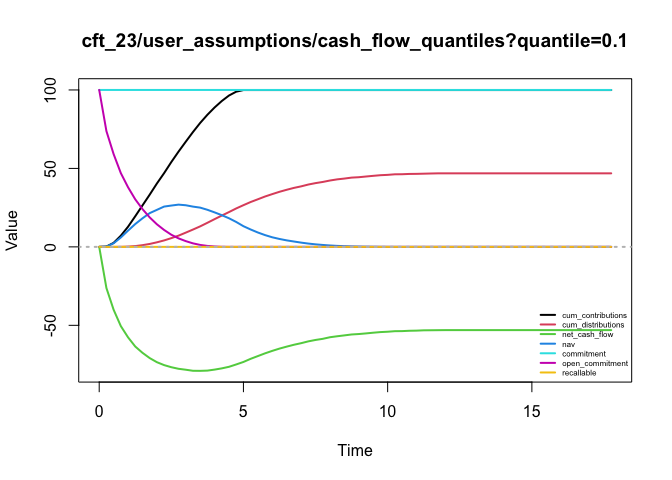 cft_23/user_assumptions/cash_flow_quantiles?quantile=0.1
Value
100
50
0
-50
cum_contributions
cum_distributions
net_cash_flow
nav
commitment
open_commitment
recallable
0 5 10 15
Time